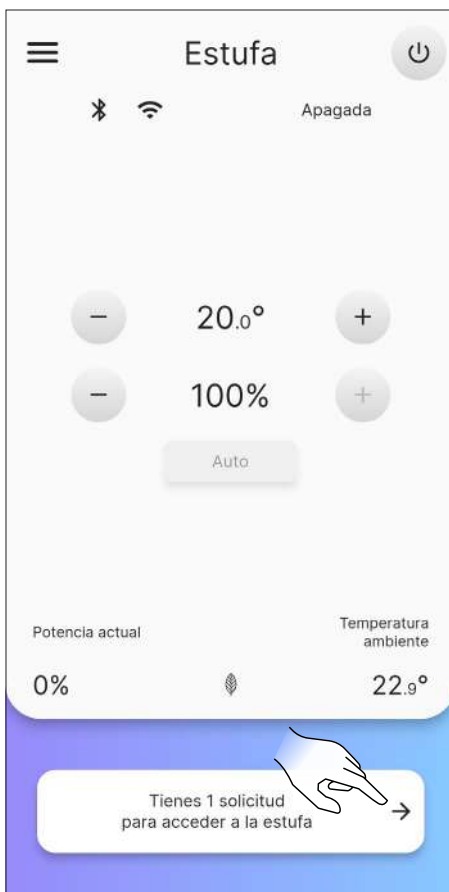 Estufa
Apagada
20.0°
100%
Auto
Potencia actual
Temperatura
ambiente
0%
22.9°
Tienes 1 solicitud
para acceder a la estufa